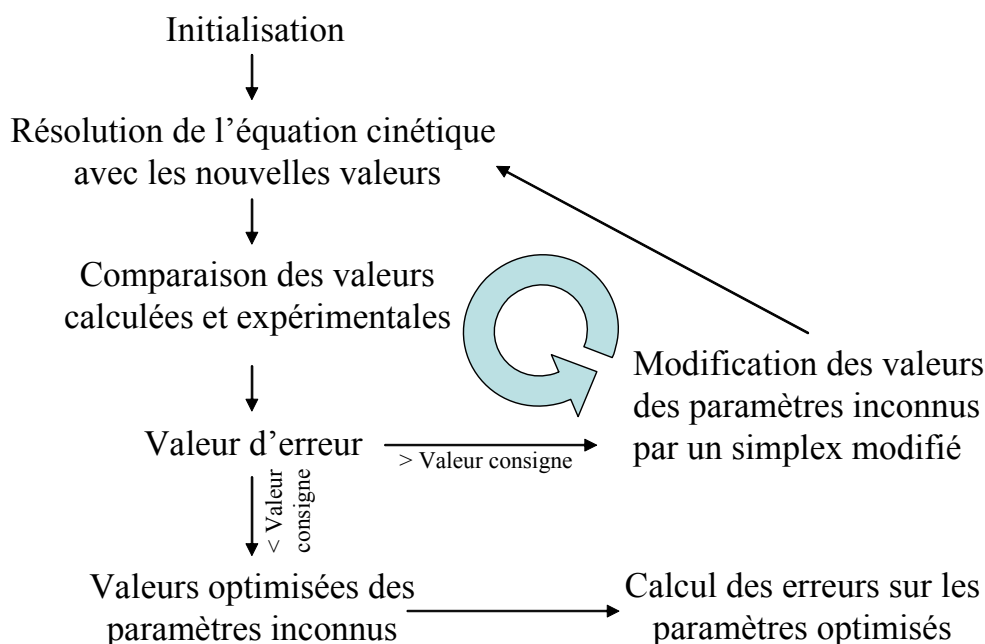 Initialisation
Résolution de l’équation cinétique
avec les nouvelles valeurs
Comparaison des valeurs
calculées et expérimentales
Modification des valeurs
des paramètres inconnus
par un simplex modifié
Valeur d’erreur
> Valeur consigne
< Valeur
consigne
Valeurs optimisées des
paramètres inconnus
Calcul des erreurs sur les
paramètres optimisés